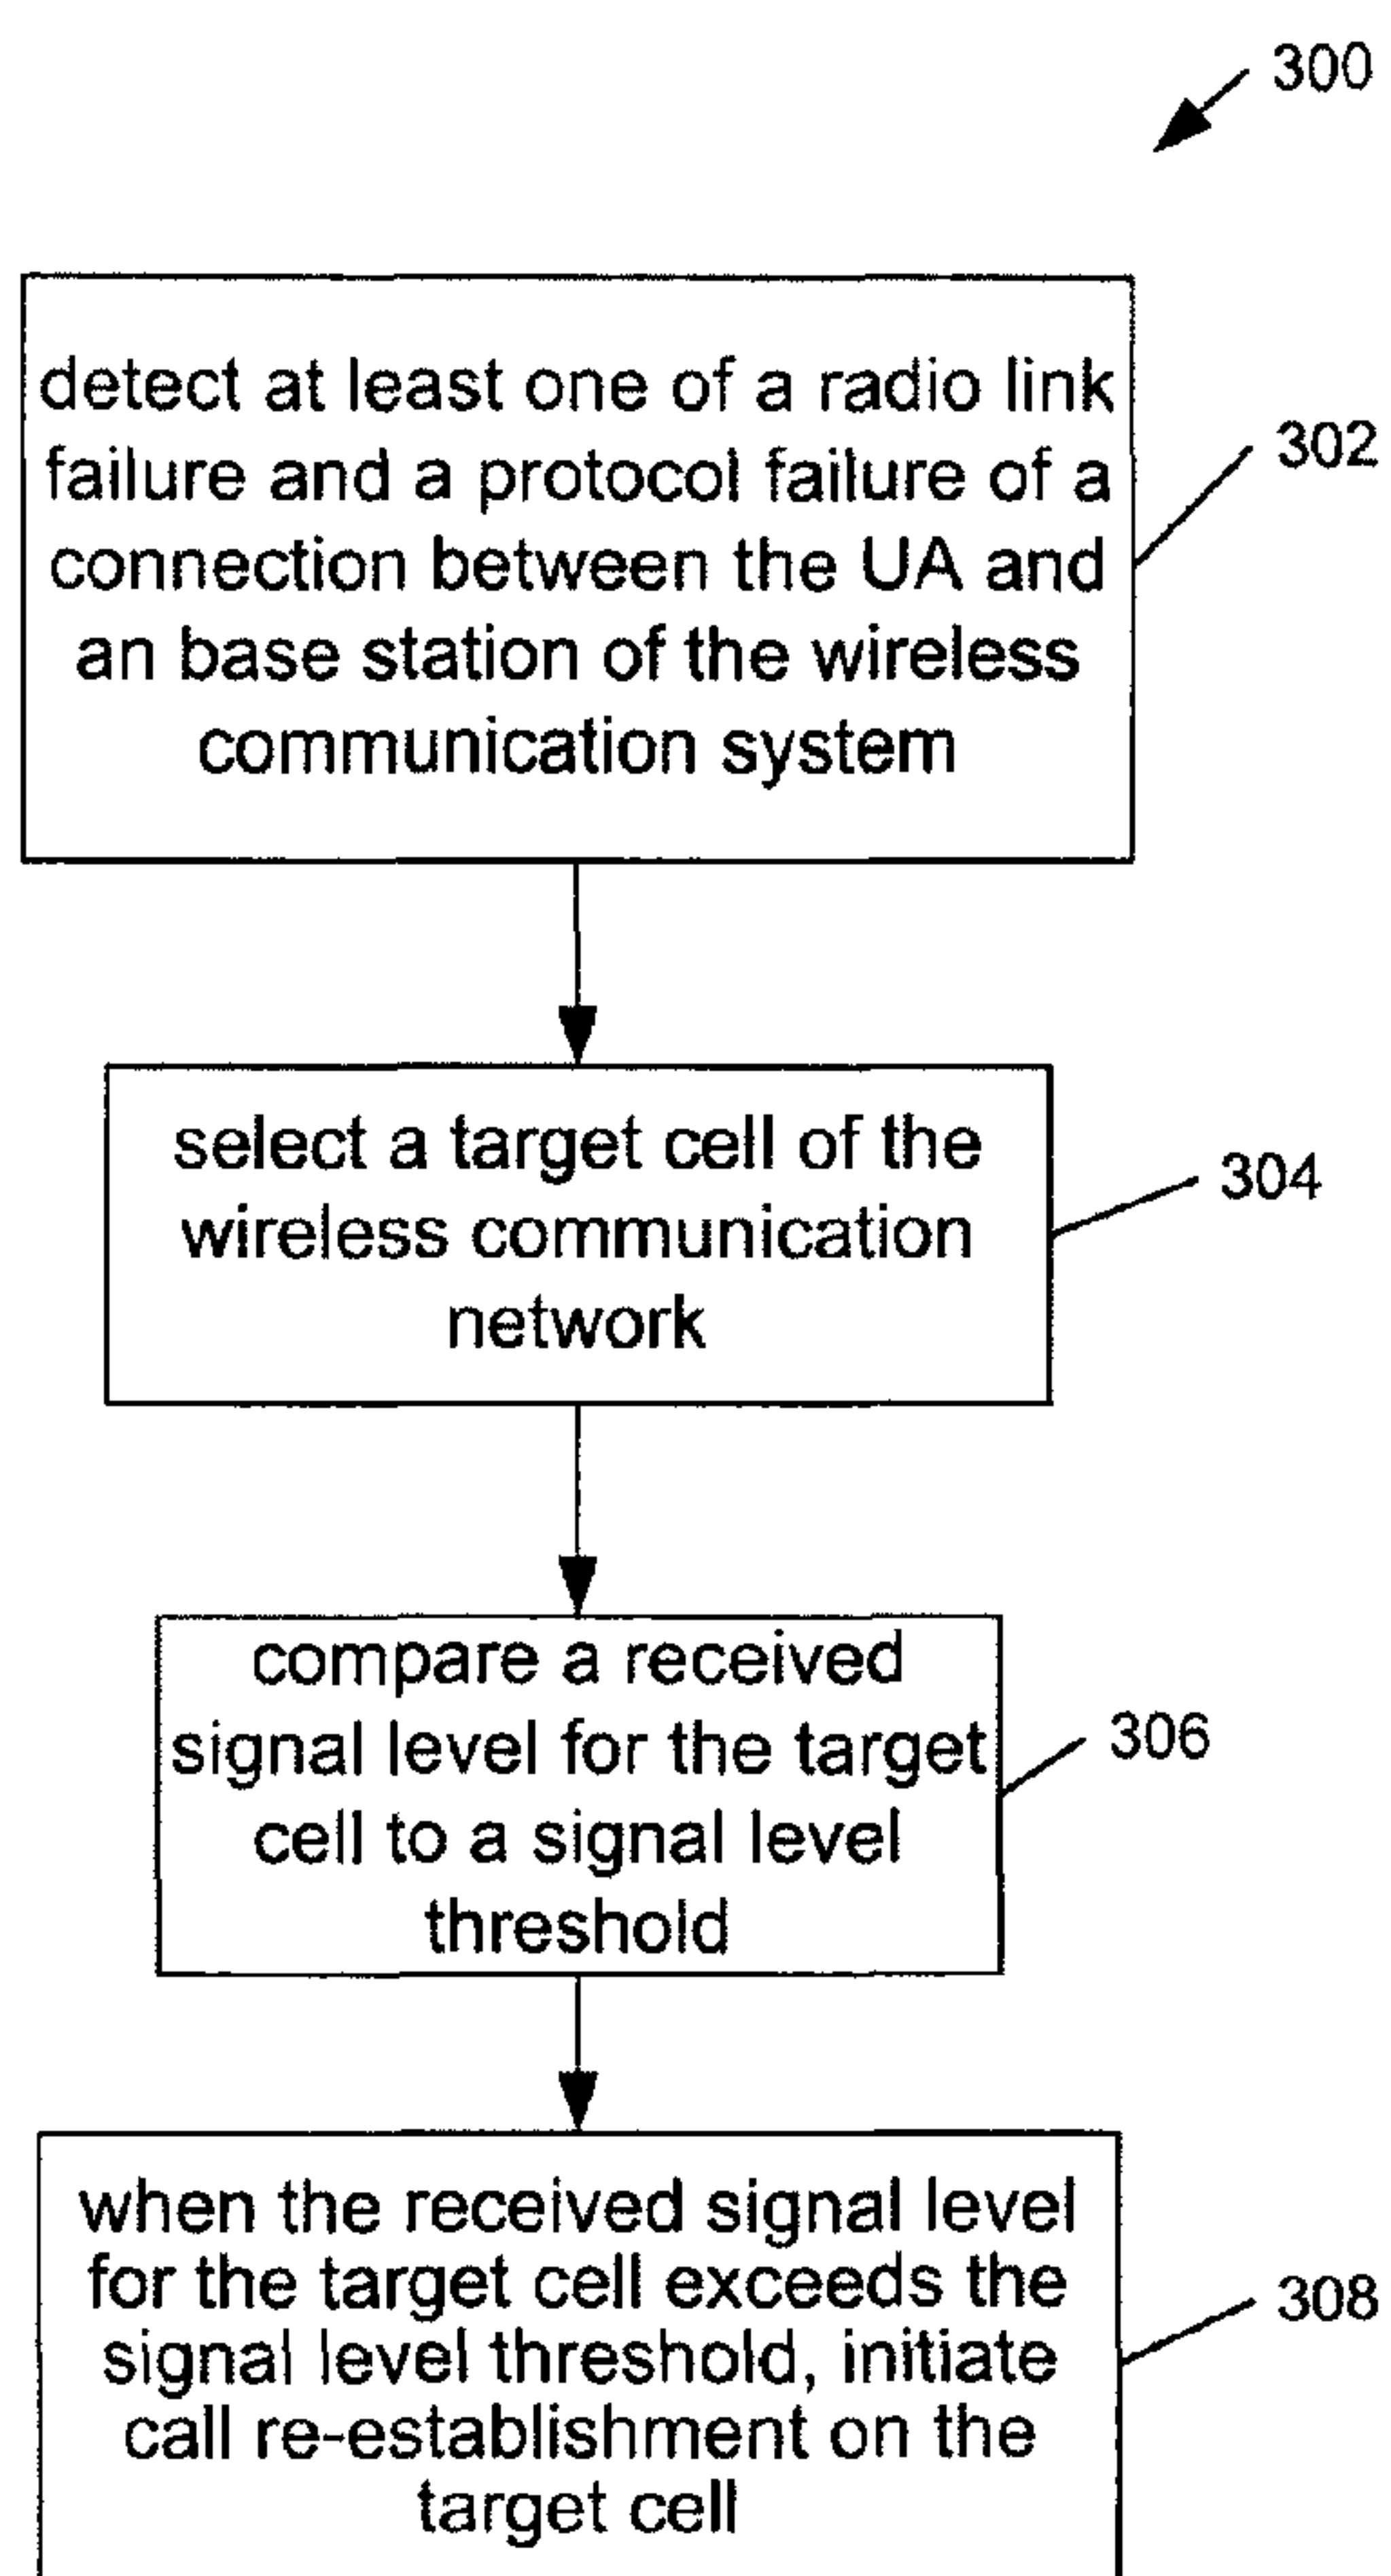 300
detect at least one of a radio link
failure and a protocol failure of a
connection between the UA and
an base station of the wireless
communication system
302
select a target cell of the
wireless communication
network
304
compare a received
signal level for the target
cell to a signal level
threshold
306
when the received signal level
for the target cell exceeds the
signal level threshold, initiate
call re-establishment on the
target cell
308